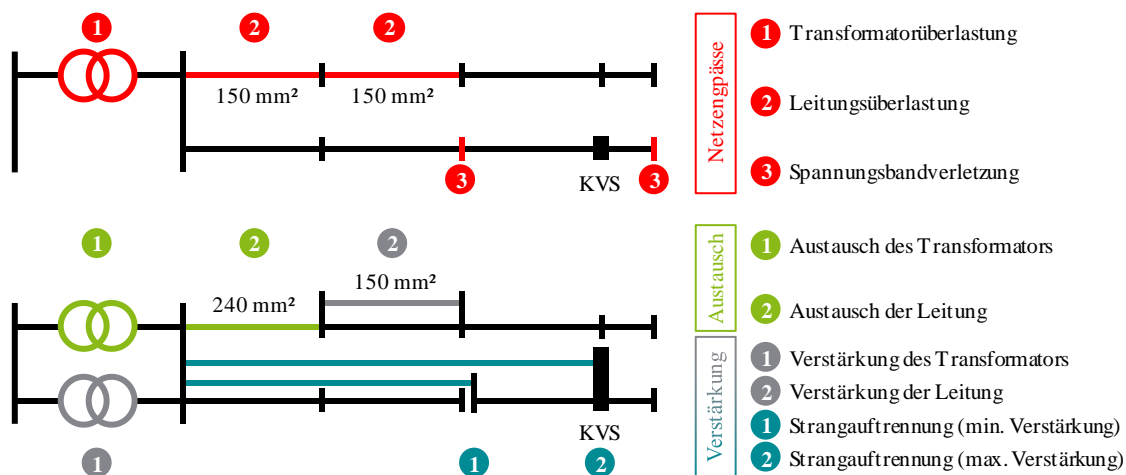 1
2
2
150 mm²
150 mm²
3
KVS
3
Netzengpässe
1 Transformatorüberlastung
2 Leitungsüberlastung
3 Spannungsbandverletzung
1
2
2
240 mm²
150 mm²
1
1
KVS
2
Austausch
1 Austausch des Transformators
2 Austausch der Leitung
Verstärkung
1 Verstärkung des Transformators
2 Verstärkung der Leitung
1 Strangauftrennung (min. Verstärkung)
2 Strangauftrennung (max. Verstärkung)